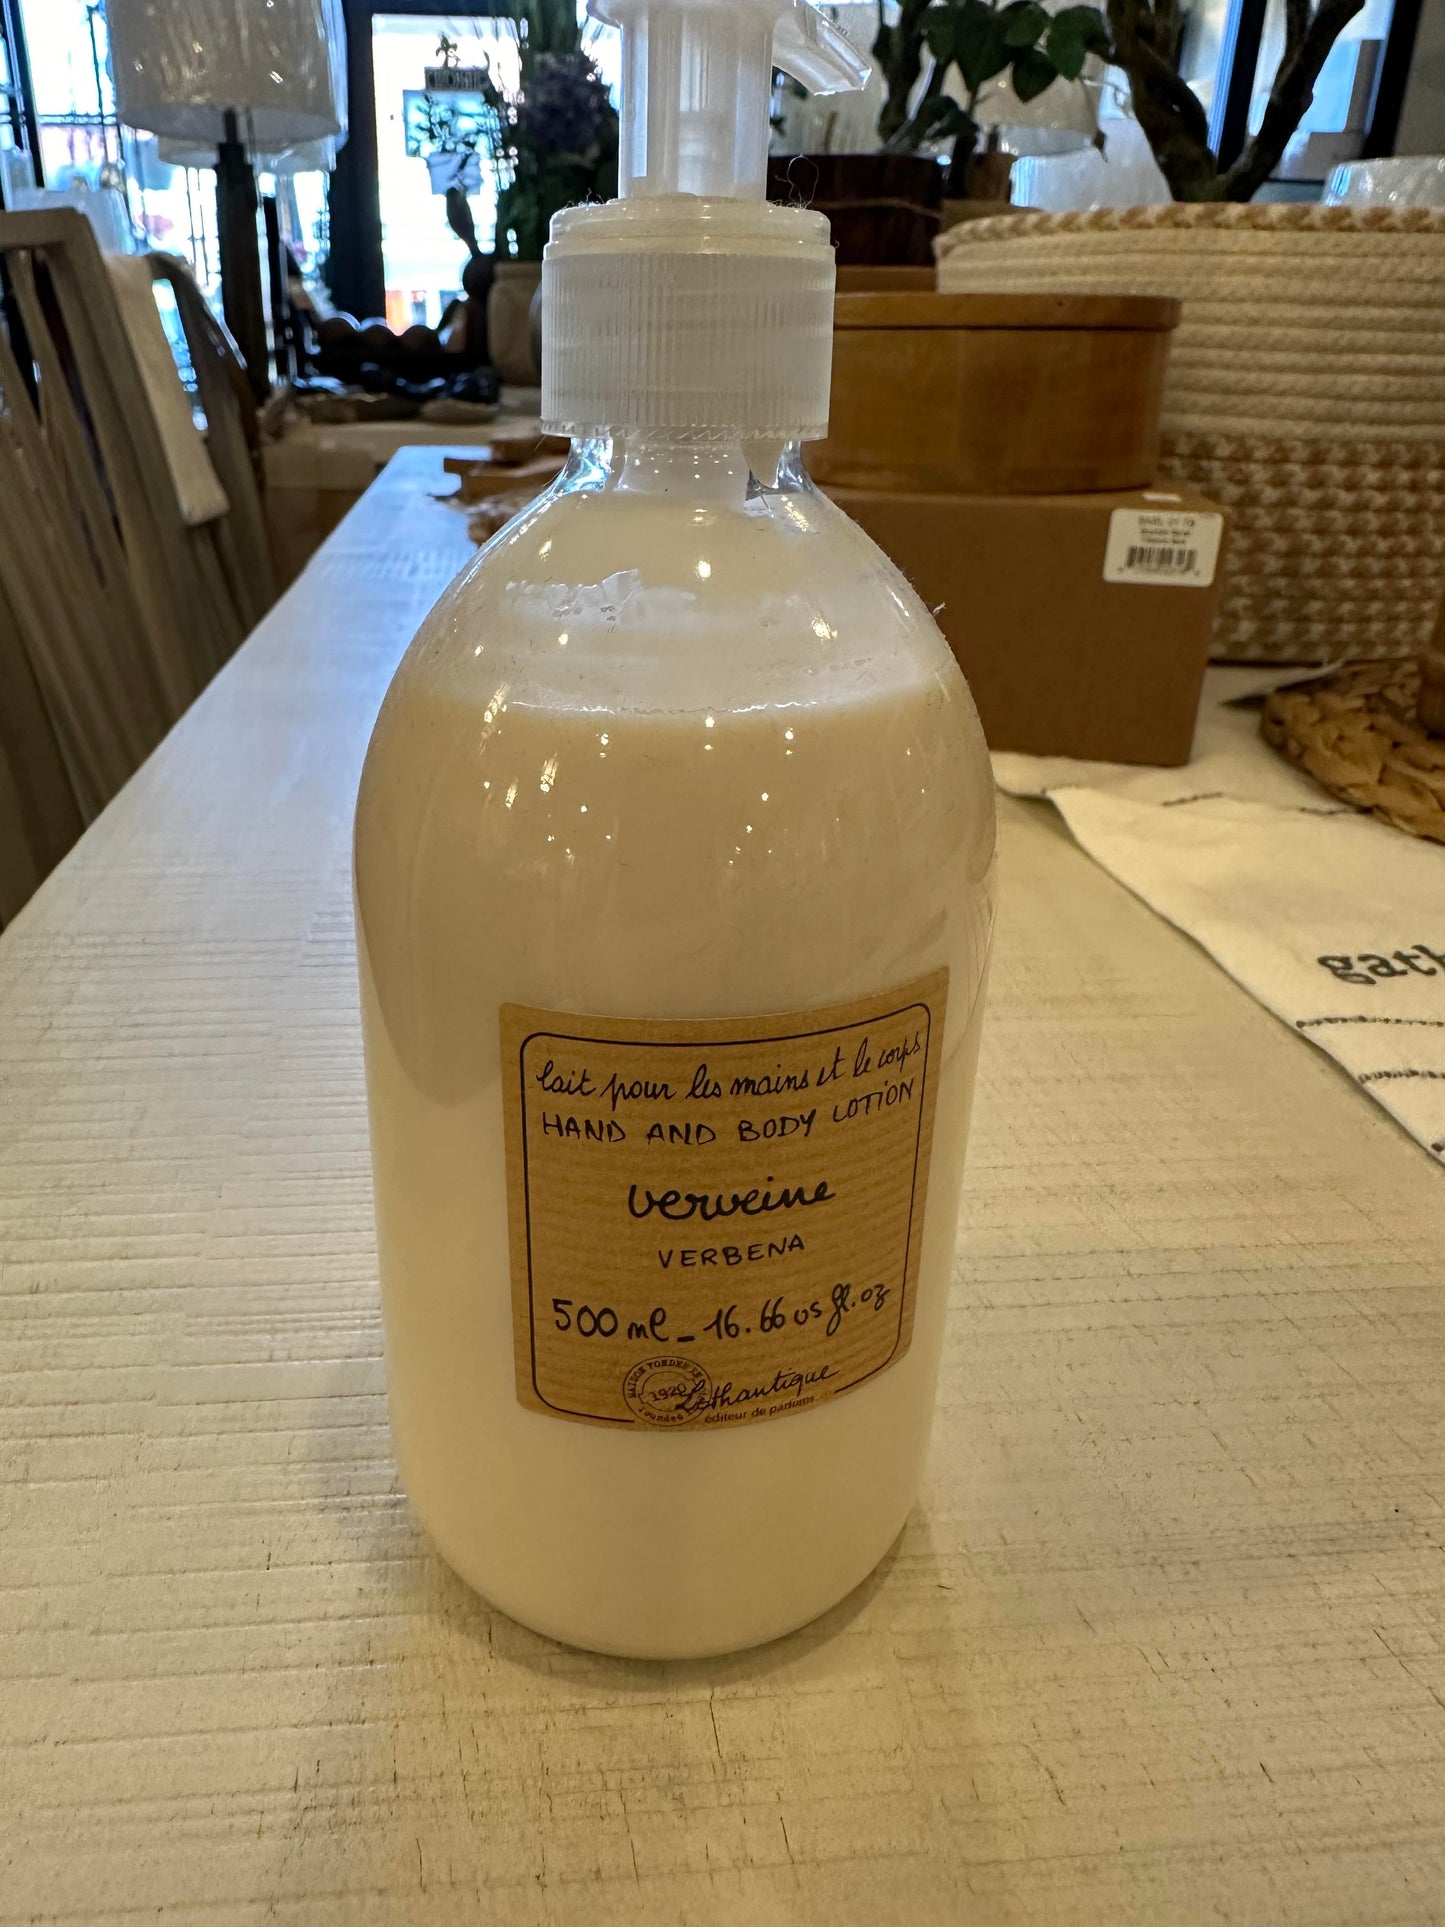 lait pour les mains et le corps
HAND AND BODY LOTION
verveine
VERBENA
500 ml - 16.66 us fl.oz
1920
Lothantique
éditeur de parfums
gath